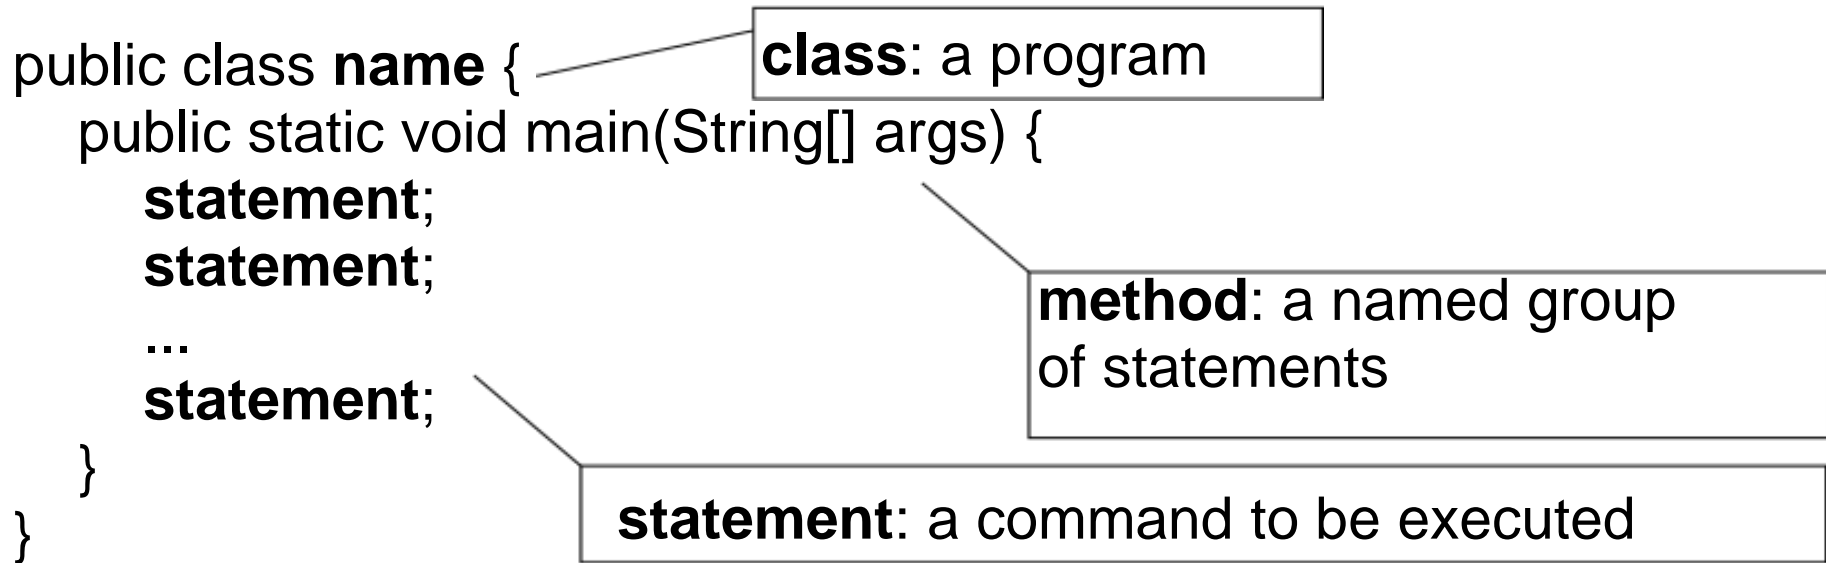 public class name {
class: a program
public static void main(String[] args) {
statement;
statement;
...
statement;
}
}
method: a named group
of statements
statement: a command to be executed